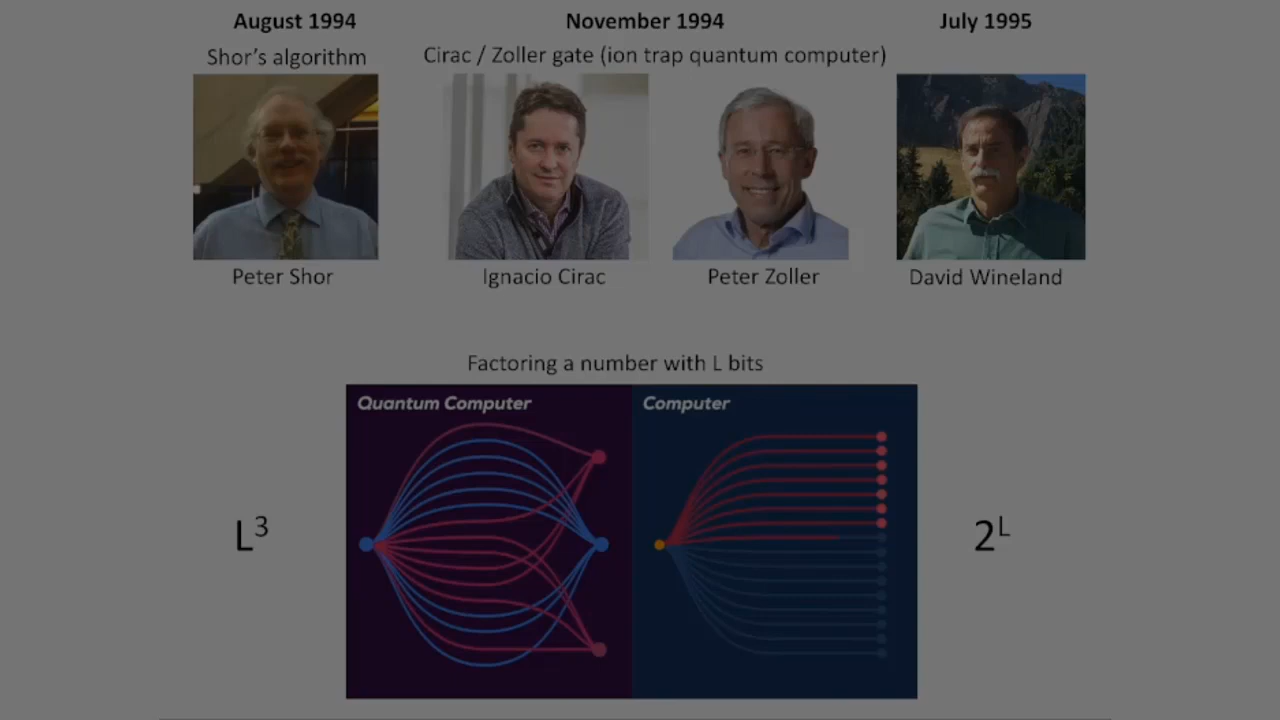 August 1994
November 1994
July 1995
Shor's algorithm
Cirac / Zoller gate (ion trap quantum computer)
Peter Shor
Ignacio Cirac
Peter Zoller
David Wineland
Factoring a number with L bits
Quantum Computer
Computer
L³
2ᴸ